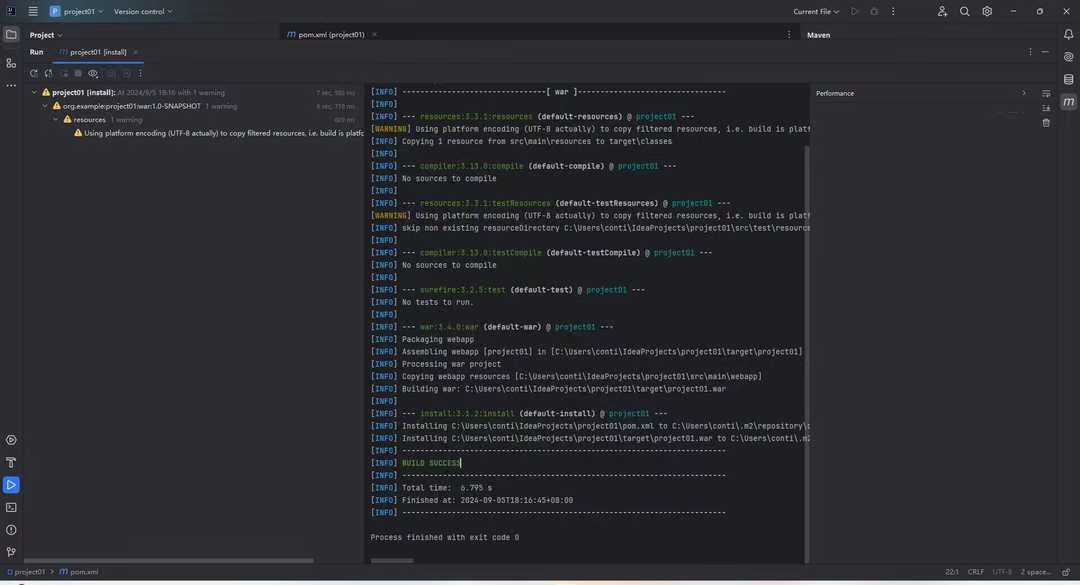 P project01 Version control Current File
Project pom.xml (project01) Maven
Run project01 [install]
project01 [install]: At 2024/9/5 18:16 with 1 warning
org.example:project01:war:1.0-SNAPSHOT 1 warning
resources 1 warning
Using platform encoding (UTF-8 actually) to copy filtered resources, i.e. build is platfo
[INFO] --------------------------------[ war ]---------------------------------
[INFO]
[INFO] --- resources:3.3.1:resources (default-resources) @ project01 ---
[WARNING] Using platform encoding (UTF-8 actually) to copy filtered resources, i.e. build is platf
[INFO] Copying 1 resource from src\main\resources to target\classes
[INFO]
[INFO] --- compiler:3.13.0:compile (default-compile) @ project01 ---
[INFO] No sources to compile
[INFO]
[INFO] --- resources:3.3.1:testResources (default-testResources) @ project01 ---
[WARNING] Using platform encoding (UTF-8 actually) to copy filtered resources, i.e. build is platf
[INFO] skip non existing resourceDirectory C:\Users\conti\IdeaProjects\project01\src\test\resource
[INFO]
[INFO] --- compiler:3.13.0:testCompile (default-testCompile) @ project01 ---
[INFO] No sources to compile
[INFO]
[INFO] --- surefire:3.2.5:test (default-test) @ project01 ---
[INFO] No tests to run.
[INFO]
[INFO] --- war:3.4.0:war (default-war) @ project01 ---
[INFO] Packaging webapp
[INFO] Assembling webapp [project01] in [C:\Users\conti\IdeaProjects\project01\target\project01]
[INFO] Processing war project
[INFO] Copying webapp resources [C:\Users\conti\IdeaProjects\project01\src\main\webapp]
[INFO] Building war: C:\Users\conti\IdeaProjects\project01\target\project01.war
[INFO]
[INFO] --- install:3.1.2:install (default-install) @ project01 ---
[INFO] Installing C:\Users\conti\IdeaProjects\project01\pom.xml to C:\Users\conti\.m2\repository\o
[INFO] Installing C:\Users\conti\IdeaProjects\project01\target\project01.war to C:\Users\conti\.m2
[INFO] ------------------------------------------------------------------------
[INFO] BUILD SUCCESS
[INFO] ------------------------------------------------------------------------
[INFO] Total time:  6.795 s
[INFO] Finished at: 2024-09-05T18:16:45+08:00
[INFO] ------------------------------------------------------------------------
Process finished with exit code 0
Performance
project01 > pom.xml 22:1 CRLF UTF-8 2 space...